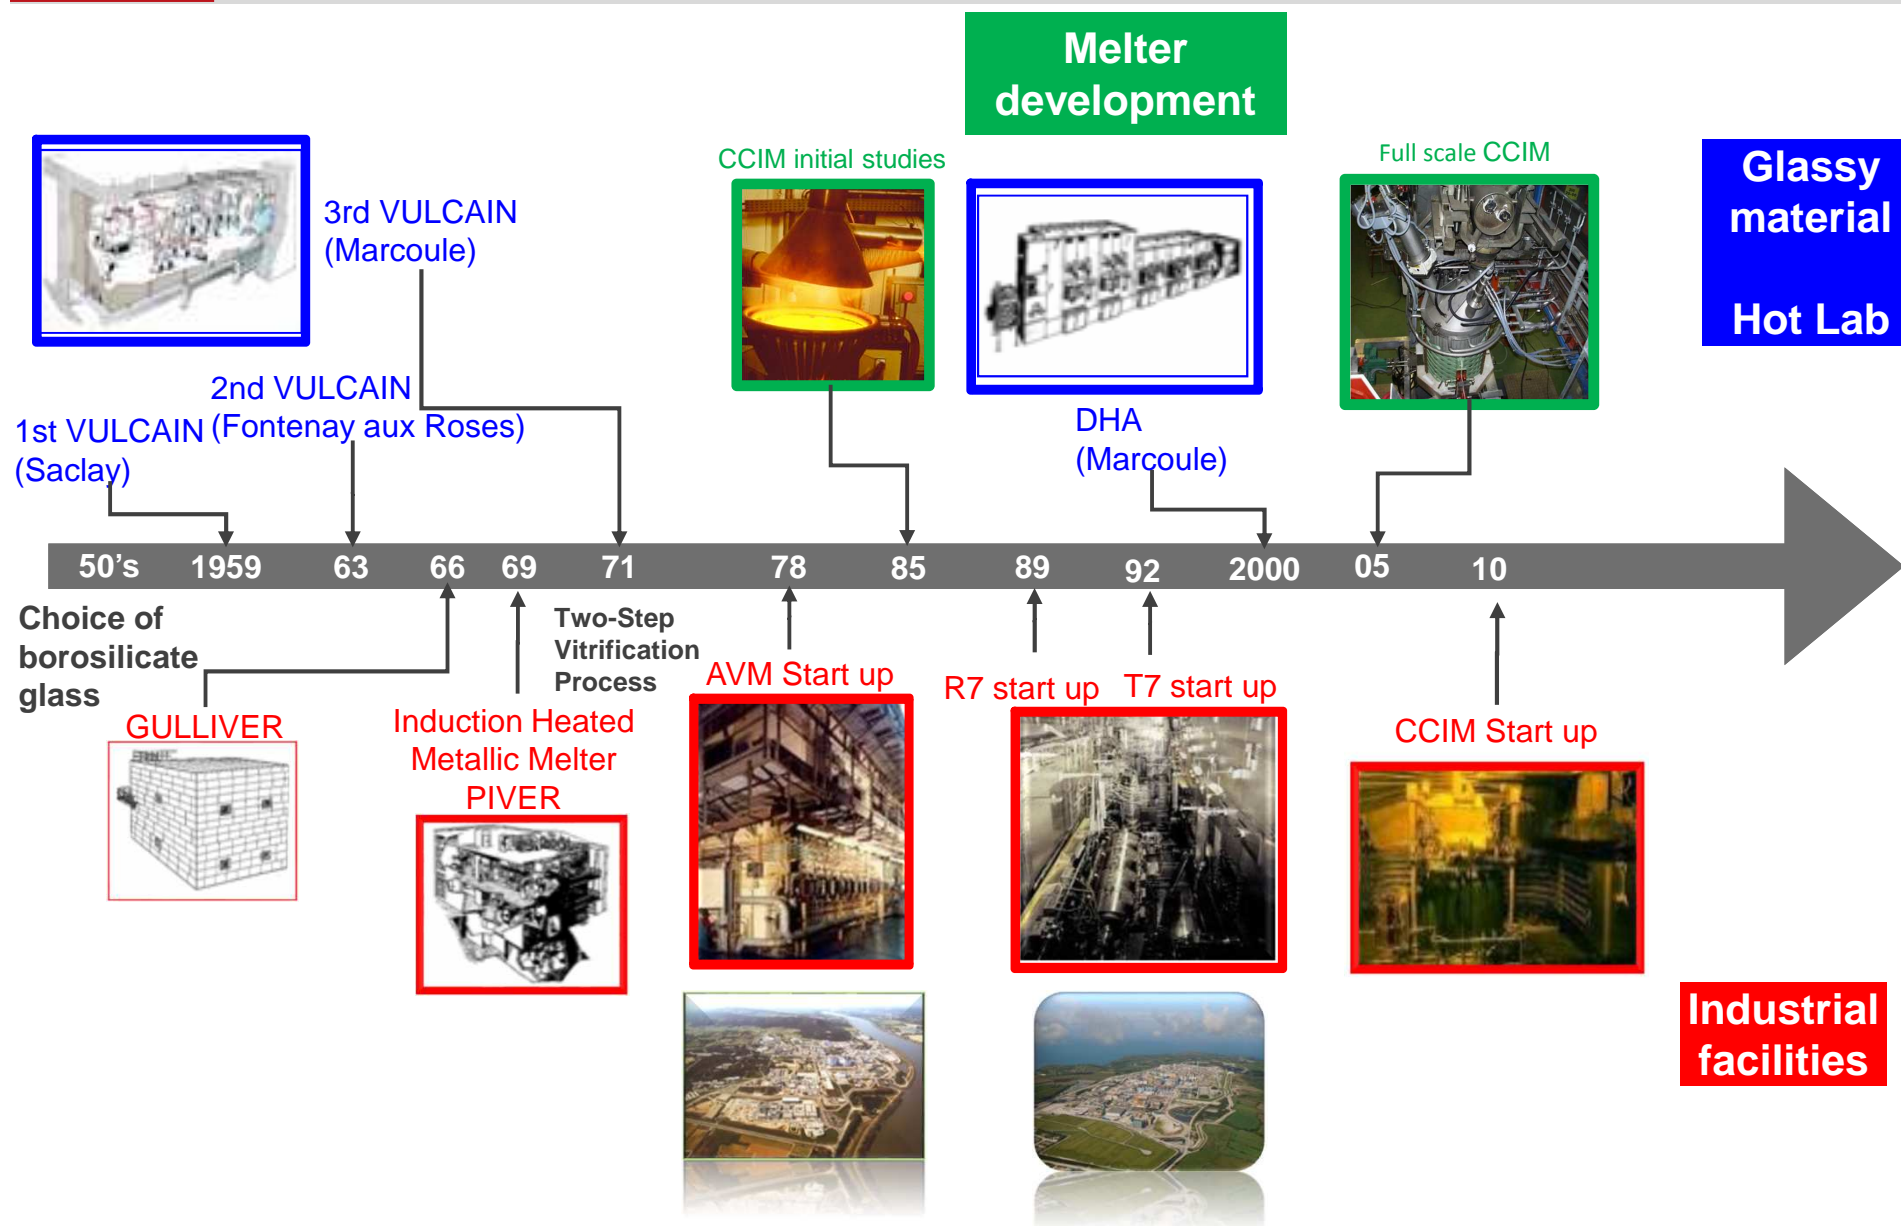 Melter
development
CCIM initial studies
Full scale CCIM
Glassy
material
Hot Lab
3rd VULCAIN
(Marcoule)
2nd VULCAIN
(Fontenay aux Roses)
1st VULCAIN
(Saclay)
DHA
(Marcoule)
50's 1959 63 66 69 71 78 85 89 92 2000 05 10
Choice of
borosilicate
glass
Two-Step
Vitrification
Process
GULLIVER
Induction Heated
Metallic Melter
PIVER
AVM Start up
R7 start up
T7 start up
CCIM Start up
Industrial
facilities